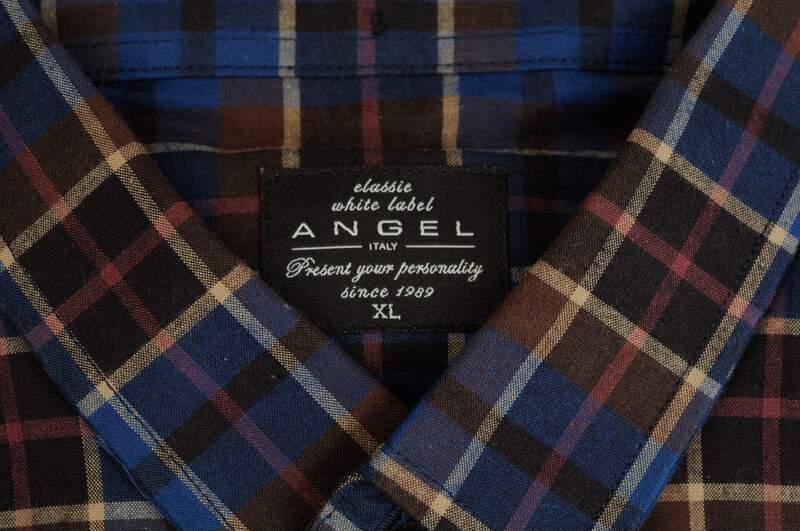 classic
white label
ANGEL
ITALY
Present your personality
since 1989
XL